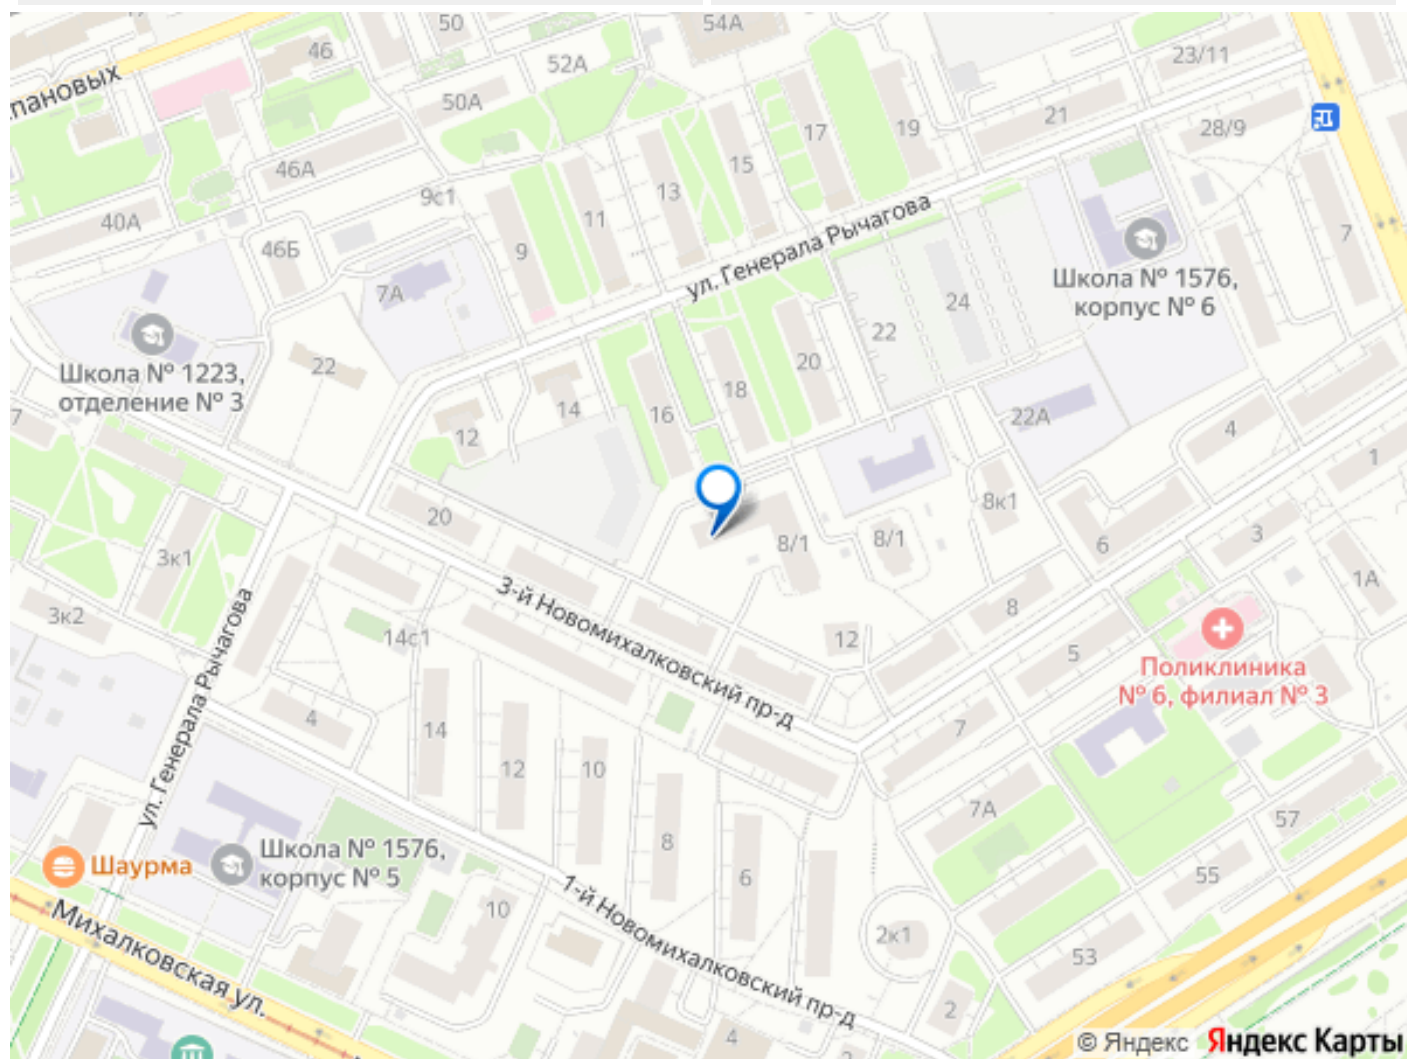 50
54А
46
52А
23/11
пановых
50А
21
17
19
28/9
15
46А
13
9с1
11
40А
7
46Б
9
ул. Генерала Рычагова
7А
Школа № 1576,
корпус № 6
24
22
20
22
Школа № 1223,
отделение № 3
18
14
16
12
22А
4
7
1
20
8к1
8/1
8/1
6
3
3к1
1А
3-й Новомихалковский пр-д
3к2
14с1
12
8
5
Поликлиника
№ 6, филиал № 3
ул. Генерала Рычагова
4
14
7
12
10
7А
57
8
Школа № 1576,
корпус № 5
Шаурма
6
55
1-й Новомихалковский пр-д
10
2к1
53
Михалковская ул.
2
4
© Яндекс Яндекс Карты